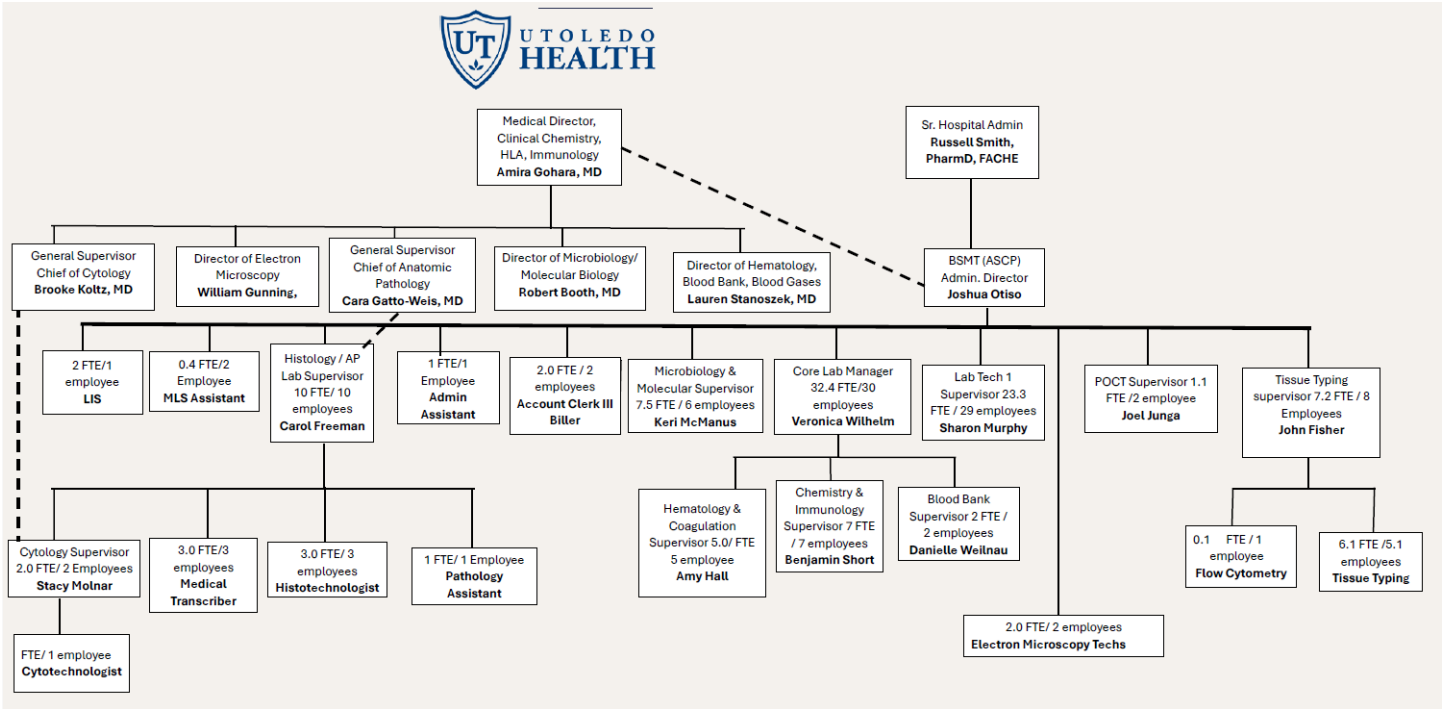 UT
UTOLEDO
HEALTH
Medical Director,
Clinical Chemistry,
HLA, Immunology
Amira Gohara, MD
Sr. Hospital Admin
Russell Smith,
PharmD, FACHE
General Supervisor
Chief of Cytology
Brooke Koltz, MD
Director of Electron
Microscopy
William Gunning,
General Supervisor
Chief of Anatomic
Pathology
Cara Gatto-Weis, MD
Director of Microbiology/
Molecular Biology
Robert Booth, MD
Director of Hematology,
Blood Bank, Blood Gases
Lauren Stanoszek, MD
BSMT (ASCP)
Admin. Director
Joshua Otiso
2 FTE/1
employee
LIS
0.4 FTE/2
Employee
MLS Assistant
Histology / AP
Lab Supervisor
10 FTE/ 10
employees
Carol Freeman
1 FTE/1
Employee
Admin
Assistant
2.0 FTE / 2
employees
Account Clerk III
Biller
Microbiology &
Molecular Supervisor
7.5 FTE / 6 employees
Keri McManus
Core Lab Manager
32.4 FTE/30
employees
Veronica Wilhelm
Lab Tech 1
Supervisor 23.3
FTE / 29 employees
Sharon Murphy
POCT Supervisor 1.1
FTE /2 employee
Joel Junga
Tissue Typing
supervisor 7.2 FTE / 8
Employees
John Fisher
Cytology Supervisor
2.0 FTE/ 2 Employees
Stacy Molnar
3.0 FTE/3
employees
Medical
Transcriber
3.0 FTE/ 3
employees
Histotechnologist
1 FTE/ 1 Employee
Pathology
Assistant
Hematology &
Coagulation
Supervisor 5.0/ FTE
5 employee
Amy Hall
Chemistry &
Immunology
Supervisor 7 FTE
/ 7 employees
Benjamin Short
Blood Bank
Supervisor 2 FTE /
2 employees
Danielle Weilnau
0.1 FTE / 1
employee
Flow Cytometry
6.1 FTE /5.1
employees
Tissue Typing
FTE/ 1 employee
Cytotechnologist
2.0 FTE/ 2 employees
Electron Microscopy Techs